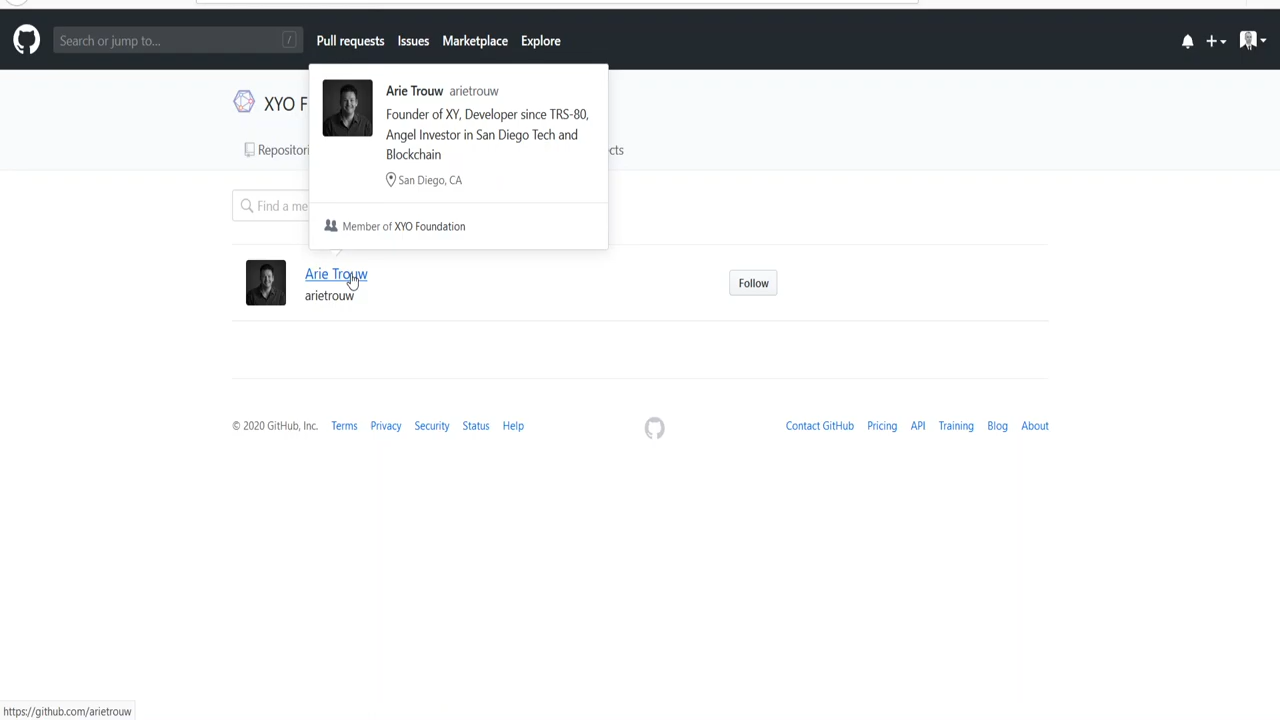 Search or jump to... /
Pull requests Issues Marketplace Explore
Arie Trouw arietrouw
Founder of XY, Developer since TRS-80,
Angel Investor in San Diego Tech and
Blockchain
San Diego, CA
Member of XYO Foundation
XYO F
Repositori
cts
Find a me
Arie Trouw
arietrouw
Follow
© 2020 GitHub, Inc. Terms Privacy Security Status Help
Contact GitHub Pricing API Training Blog About
https://github.com/arietrouw